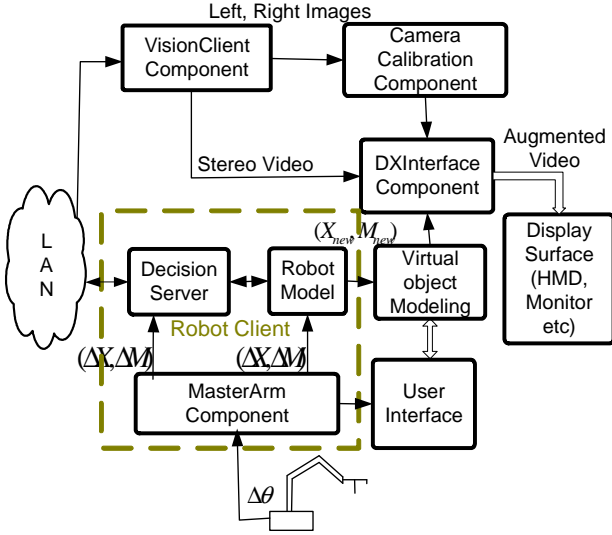 Left, Right Images
VisionClient
Component
Camera
Calibration
Component
Stereo Video
DXInterface
Component
Augmented
Video
L
A
N
Display
Surface
(HMD,
Monitor
etc)
(X_new, M_new)
Decision
Server
Robot
Model
Virtual
object
Modeling
Robot Client
(ΔX,ΔM)
(ΔX,ΔM)
MasterArm
Component
User
Interface
Δθ